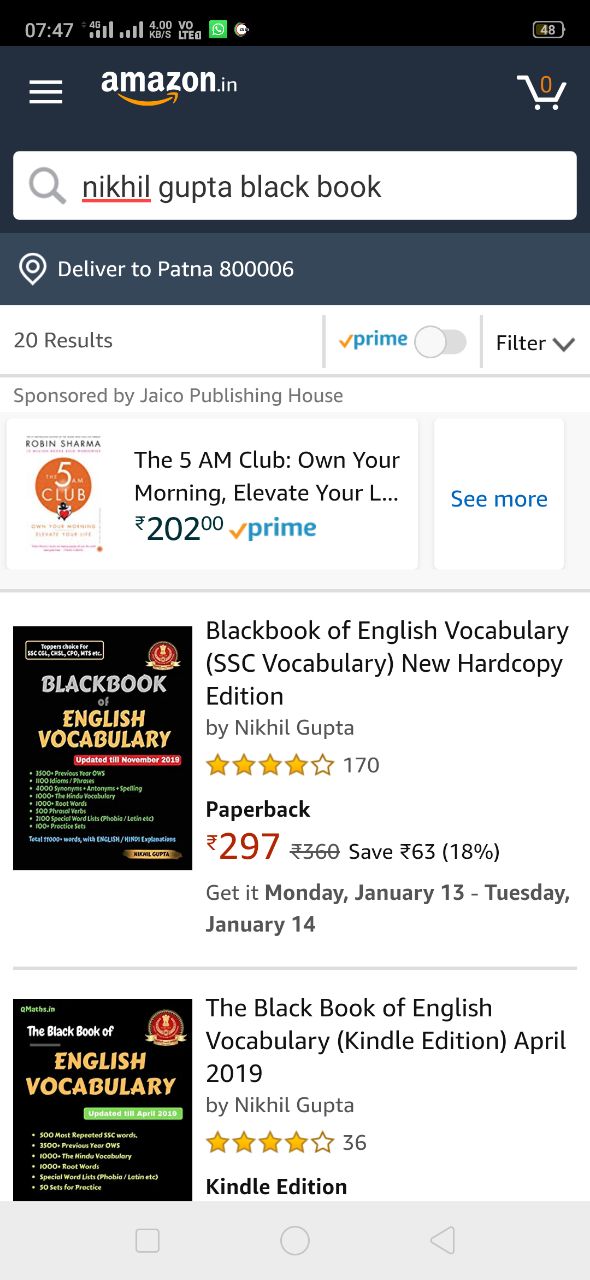 07:47 4G 4.00 KB/S VO LTE 48
amazon.in
0
nikhil gupta black book
Deliver to Patna 800006
20 Results
prime
Filter
Sponsored by Jaico Publishing House
ROBIN SHARMA
THE 5 AM CLUB
OWN YOUR MORNING
ELEVATE YOUR LIFE
The 5 AM Club: Own Your
Morning, Elevate Your L...
₹20200 prime
See more
Toppers choice For
SSC CGL, CHSL, CPO, MTS etc.
BLACKBOOK
of
ENGLISH
VOCABULARY
Updated till November 2019
• 3500+ Previous Year OWS
• 1100 Idioms / Phrases
• 4000 Synonyms + Antonyms + Spelling
• 1000+ The Hindu Vocabulary
• 1000+ Root Words
• 500 Phrasal Verbs
• 2100 Special Word Lists (Phobia / Latin etc)
• 100+ Practice Sets
Total 11000+ words, with ENGLISH / HINDI Explanations
NIKHIL GUPTA
Blackbook of English Vocabulary
(SSC Vocabulary) New Hardcopy
Edition
by Nikhil Gupta
170
Paperback
₹297 ₹360 Save ₹63 (18%)
Get it Monday, January 13 - Tuesday,
January 14
QMaths.in
The Black Book of
ENGLISH
VOCABULARY
Updated till April 2019
• 500 Most Repeated SSC words,
• 3500+ Previous Year OWS
• 1000+ The Hindu Vocabulary
• 1000+ Root Words
• Special Word Lists (Phobia / Latin etc)
• 50 Sets for Practice
The Black Book of English
Vocabulary (Kindle Edition) April
2019
by Nikhil Gupta
36
Kindle Edition